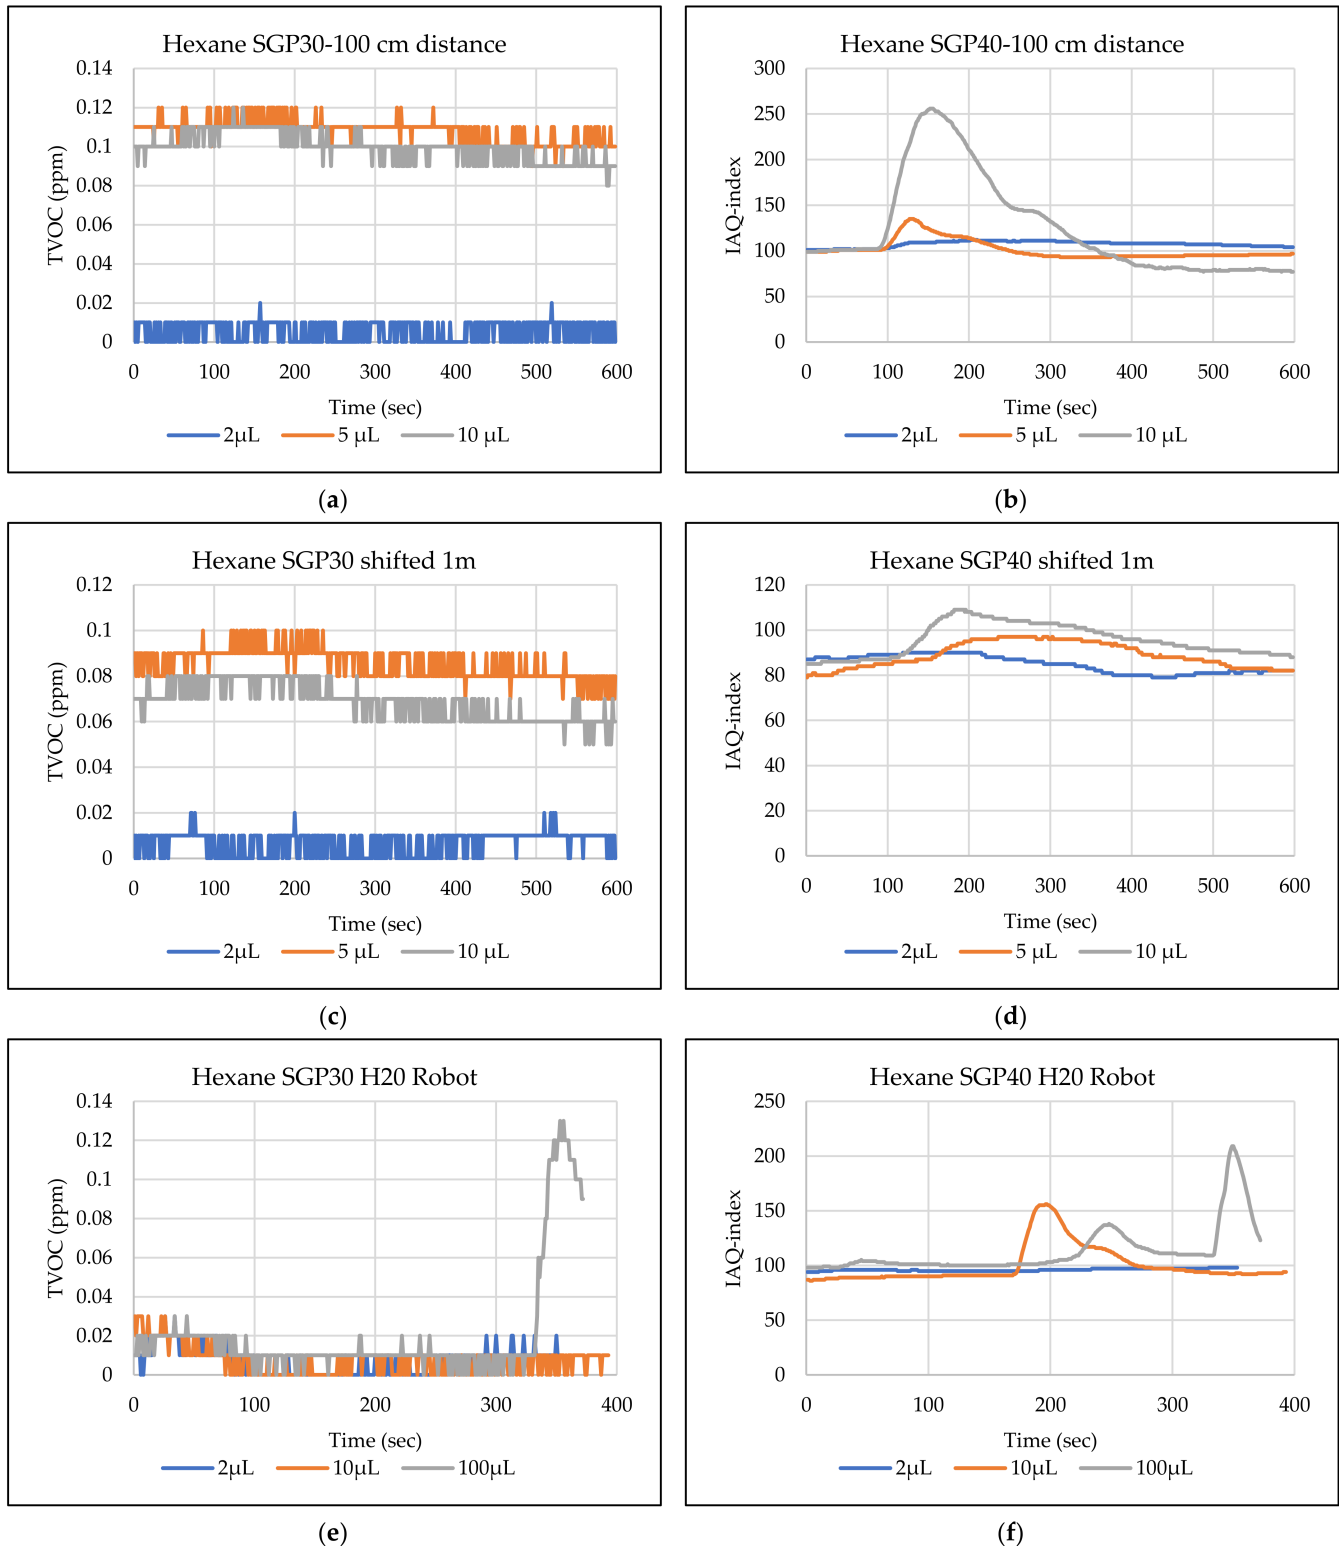 Hexane SGP30-100 cm distance
0.14
0.12
0.1
0.08
0.06
0.04
0.02
0
TVOC (ppm)
0 100 200 300 400 500 600
Time (sec)
2µL 5 µL 10 µL
(a)
Hexane SGP40-100 cm distance
300
250
200
150
100
50
0
IAQ-index
0 100 200 300 400 500 600
Time (sec)
2µL 5 µL 10 µL
(b)
Hexane SGP30 shifted 1m
0.12
0.1
0.08
0.06
0.04
0.02
0
TVOC (ppm)
0 100 200 300 400 500 600
Time (sec)
2µL 5 µL 10 µL
(c)
Hexane SGP40 shifted 1m
120
100
80
60
40
20
0
IAQ-index
0 100 200 300 400 500 600
Time (sec)
2µL 5 µL 10 µL
(d)
Hexane SGP30 H20 Robot
0.14
0.12
0.1
0.08
0.06
0.04
0.02
0
TVOC (ppm)
0 100 200 300 400
Time (sec)
2µL 10µL 100µL
(e)
Hexane SGP40 H20 Robot
250
200
150
100
50
0
IAQ-index
0 100 200 300 400
Time (sec)
2µL 10µL 100µL
(f)